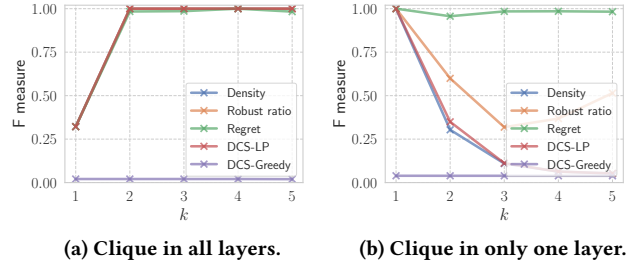 1.00
0.75
0.50
0.25
0.00
F measure
Density
Robust ratio
Regret
DCS-LP
DCS-Greedy
1 2 3 4 5
k
(a) Clique in all layers.
1.00
0.75
0.50
0.25
0.00
F measure
Density
Robust ratio
Regret
DCS-LP
DCS-Greedy
1 2 3 4 5
k
(b) Clique in only one layer.